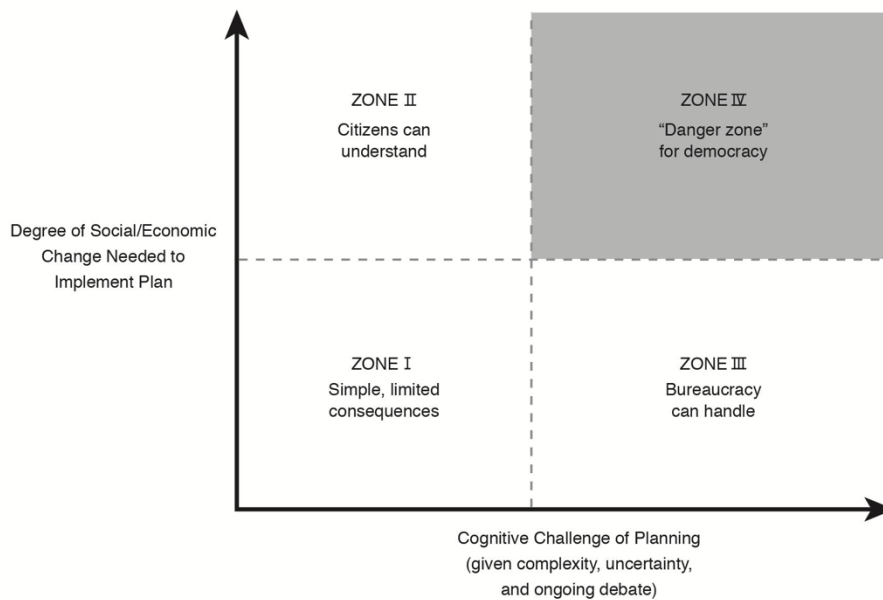 ZONE Ⅱ
Citizens can
understand
ZONE Ⅳ
“Danger zone”
for democracy
Degree of Social/Economic
Change Needed to
Implement Plan
ZONE Ⅰ
Simple, limited
consequences
ZONE Ⅲ
Bureaucracy
can handle
Cognitive Challenge of Planning
(given complexity, uncertainty,
and ongoing debate)